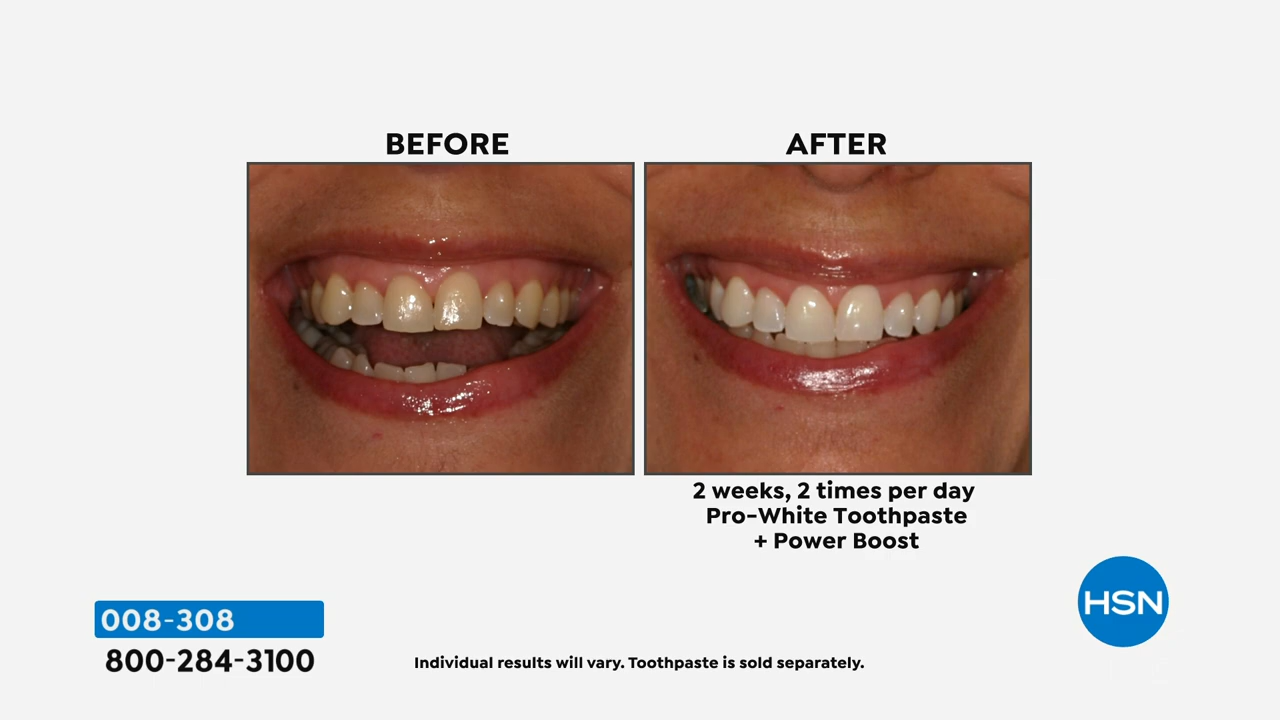 BEFORE
AFTER
2 weeks, 2 times per day
Pro-White Toothpaste
+ Power Boost
HSN
008-308
800-284-3100
Individual results will vary. Toothpaste is sold separately.